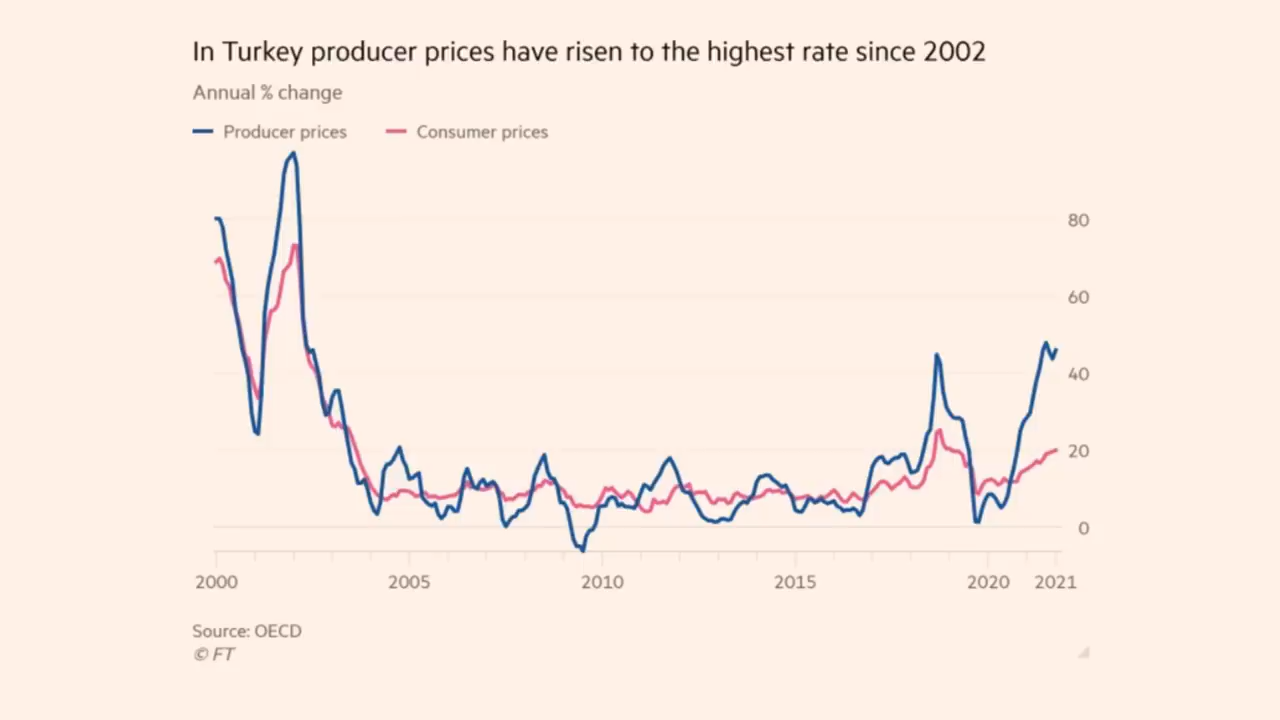 In Turkey producer prices have risen to the highest rate since 2002
Annual % change
Producer prices Consumer prices
80
60
40
20
0
2000 2005 2010 2015 2020 2021
Source: OECD
© FT